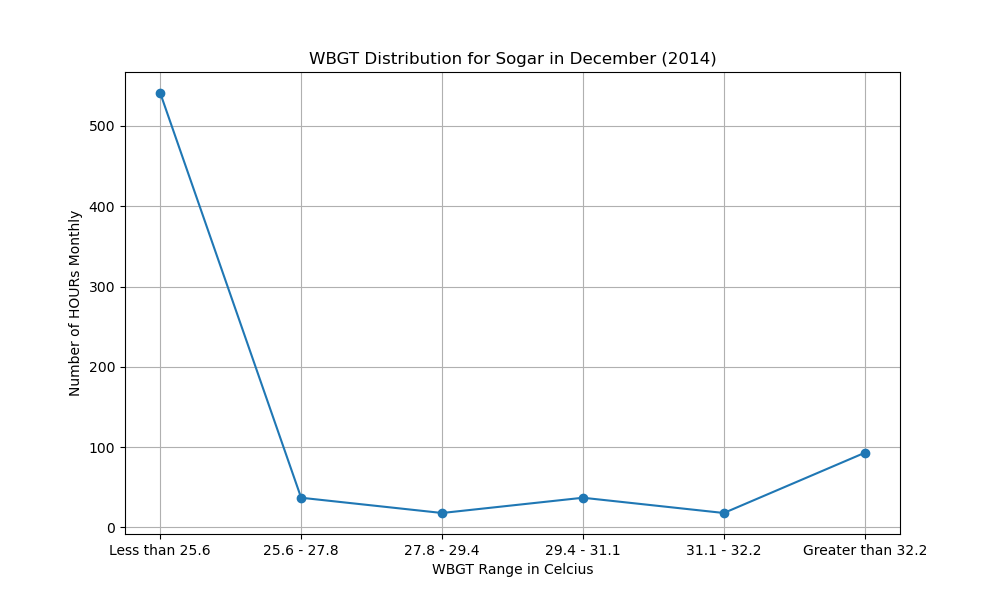 WBGT Distribution for Sogar in December (2014)
Number of HOURs Monthly
500
400
300
200
100
0
Less than 25.6
25.6 - 27.8
27.8 - 29.4
29.4 - 31.1
31.1 - 32.2
Greater than 32.2
WBGT Range in Celcius